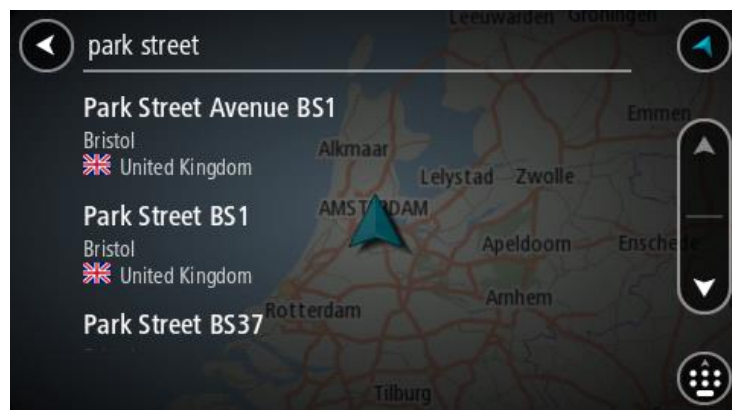 Leeuwarden Groningen
park street
Park Street Avenue BS1
Bristol
United Kingdom
Emmen
Alkmaar
Lelystad Zwolle
Park Street BS1
Bristol
United Kingdom
AMSTERDAM
Apeldoorn Enschede
Arnhem
Rotterdam
Park Street BS37
Tilburg